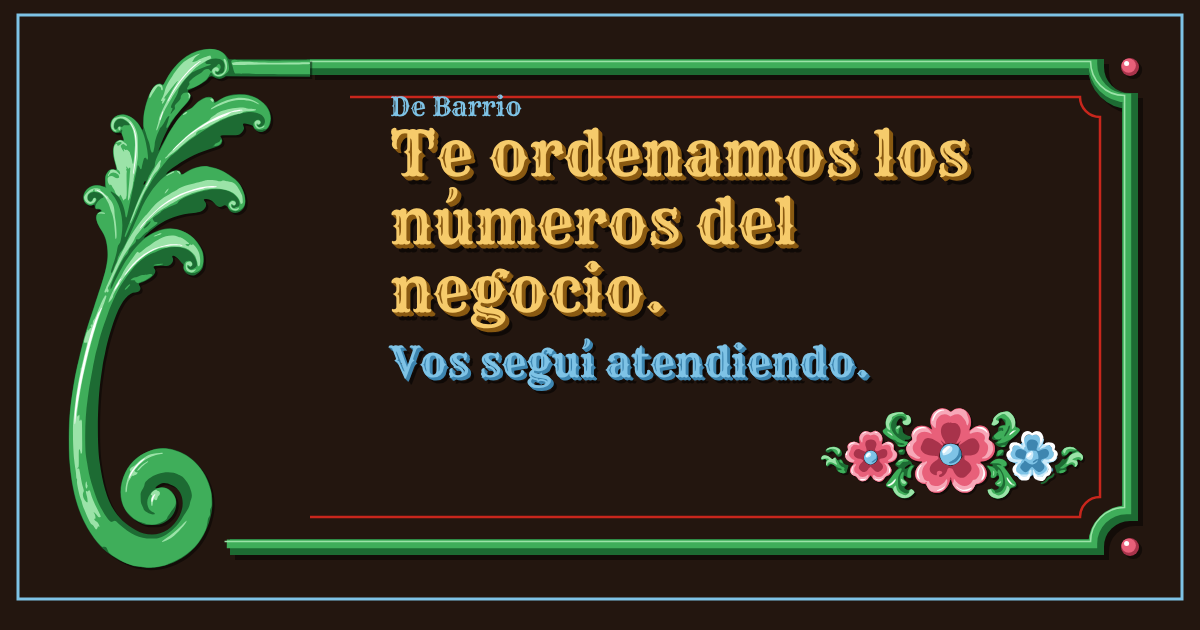 De Barrio
Te ordenamos los
números del
negocio.
Vos seguí atendiendo.